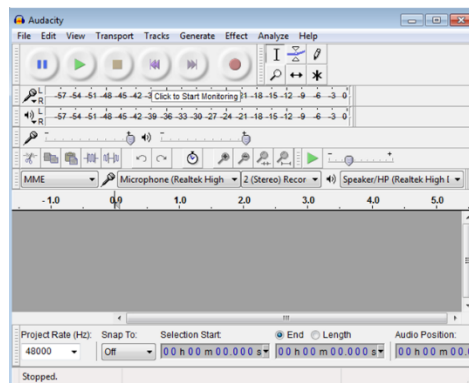 Audacity
File Edit View Transport Tracks Generate Effect Analyze Help
L R -57 -54 -51 -48 -45 -42 -3 Click to Start Monitoring 21 -18 -15 -12 -9 -6 -3 0
L R -57 -54 -51 -48 -45 -42 -39 -36 -33 -30 -27 -24 -21 -18 -15 -12 -9 -6 -3 0
MME Microphone (Realtek High 2 (Stereo) Recor Speaker/HP (Realtek High
-1.0 0.0 1.0 2.0 3.0 4.0 5.0
Project Rate (Hz): Snap To: Selection Start: End Length Audio Position:
48000 Off 00 h 00 m 00.000 s 00 h 00 m 00.000 s 00 h 00 m 00.
Stopped.